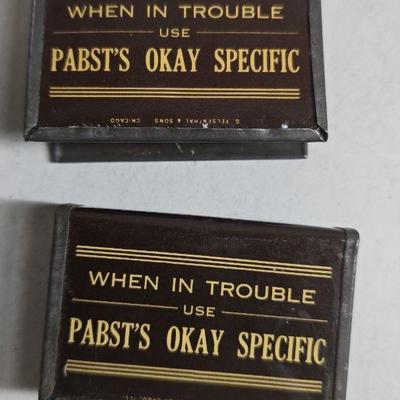 WHEN IN TROUBLE
USE
PABST'S OKAY SPECIFIC
G. FELSENTHAL & SONS CHICAGO
WHEN IN TROUBLE
USE
PABST'S OKAY SPECIFIC